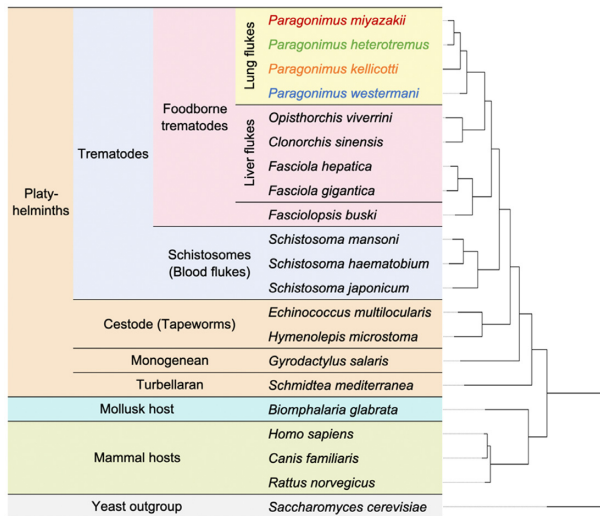 Platy-
helminths
Trematodes
Foodborne
trematodes
Lung flukes
Paragonimus miyazakii
Paragonimus heterotremus
Paragonimus kellicotti
Paragonimus westermani
Liver flukes
Opisthorchis viverrini
Clonorchis sinensis
Fasciola hepatica
Fasciola gigantica
Fasciolopsis buski
Schistosomes
(Blood flukes)
Schistosoma mansoni
Schistosoma haematobium
Schistosoma japonicum
Cestode (Tapeworms)
Echinococcus multilocularis
Hymenolepis microstoma
Monogenean
Gyrodactylus salaris
Turbellaran
Schmidtea mediterranea
Mollusk host
Biomphalaria glabrata
Mammal hosts
Homo sapiens
Canis familiaris
Rattus norvegicus
Yeast outgroup
Saccharomyces cerevisiae